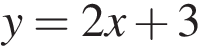 y = 2x + 3